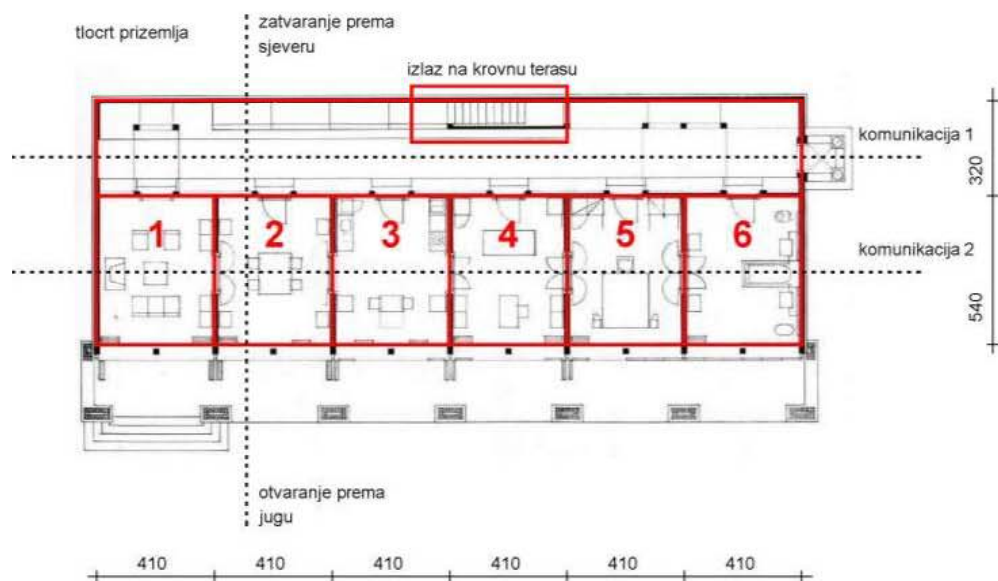 tlocrt prizemlja
zatvaranje prema
sjeveru
izlaz na krovnu terasu
komunikacija 1
320
1
2
3
4
5
6
komunikacija 2
540
otvaranje prema
jugu
410
410
410
410
410
410